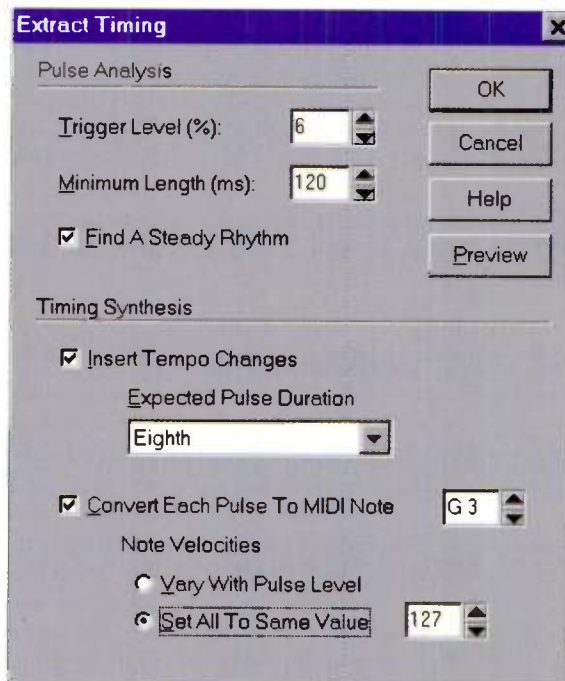 Extract Timing
Pulse Analysis
OK
Trigger Level (%): 6
Cancel
Minimum Length (ms): 120
Help
Find A Steady Rhythm
Preview
Timing Synthesis
Insert Tempo Changes
Expected Pulse Duration
Eighth
Convert Each Pulse To MIDI Note G 3
Note Velocities
Vary With Pulse Level
Set All To Same Value 127